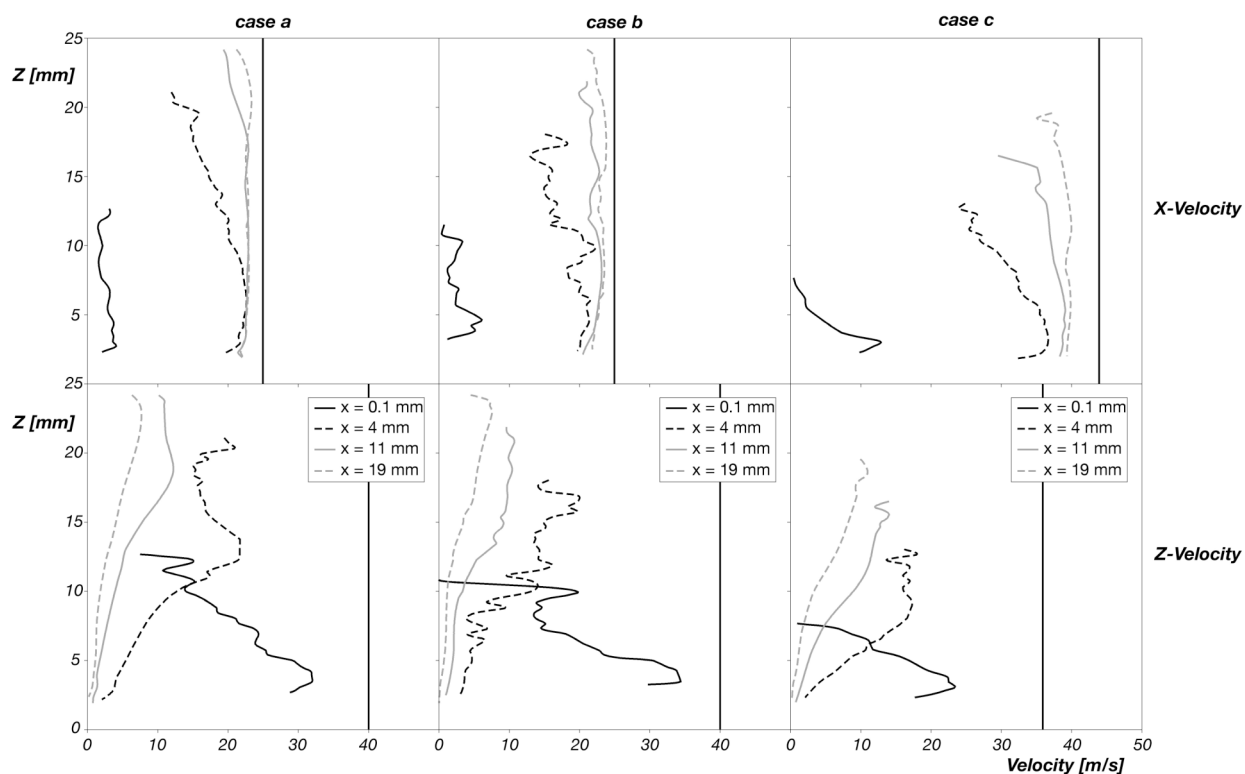 case a
case b
case c
25
Z [mm]
20
15
10
5
X-Velocity
25
Z [mm]
20
15
10
5
0
x = 0.1 mm
x = 4 mm
x = 11 mm
x = 19 mm
x = 0.1 mm
x = 4 mm
x = 11 mm
x = 19 mm
x = 0.1 mm
x = 4 mm
x = 11 mm
x = 19 mm
Z-Velocity
0 10 20 30 40 0 10 20 30 40 0 10 20 30 40 50
Velocity [m/s]